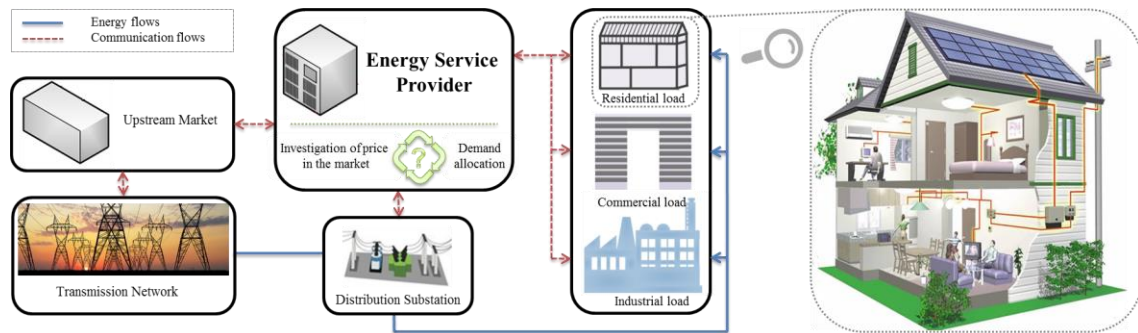 Energy flows
Communication flows
Upstream Market
Transmission Network
Energy Service
Provider
Investigation of price
in the market
?
Demand
allocation
Distribution Substation
Residential load
Commercial load
Industrial load